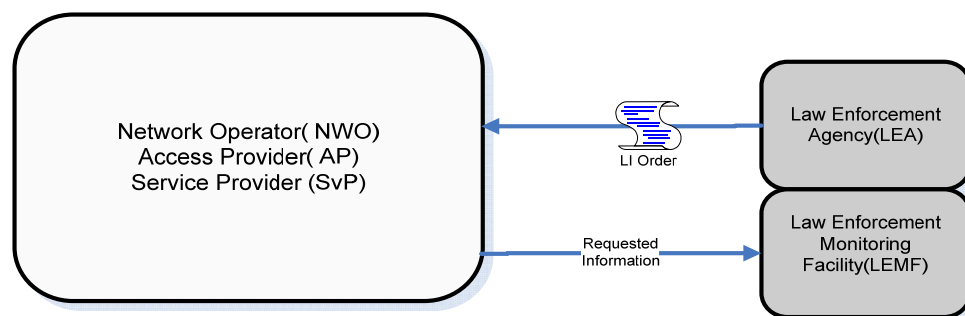 Network Operator( NWO)
Access Provider( AP)
Service Provider (SvP)
LI Order
Law Enforcement
Agency(LEA)
Requested
Information
Law Enforcement
Monitoring
Facility(LEMF)